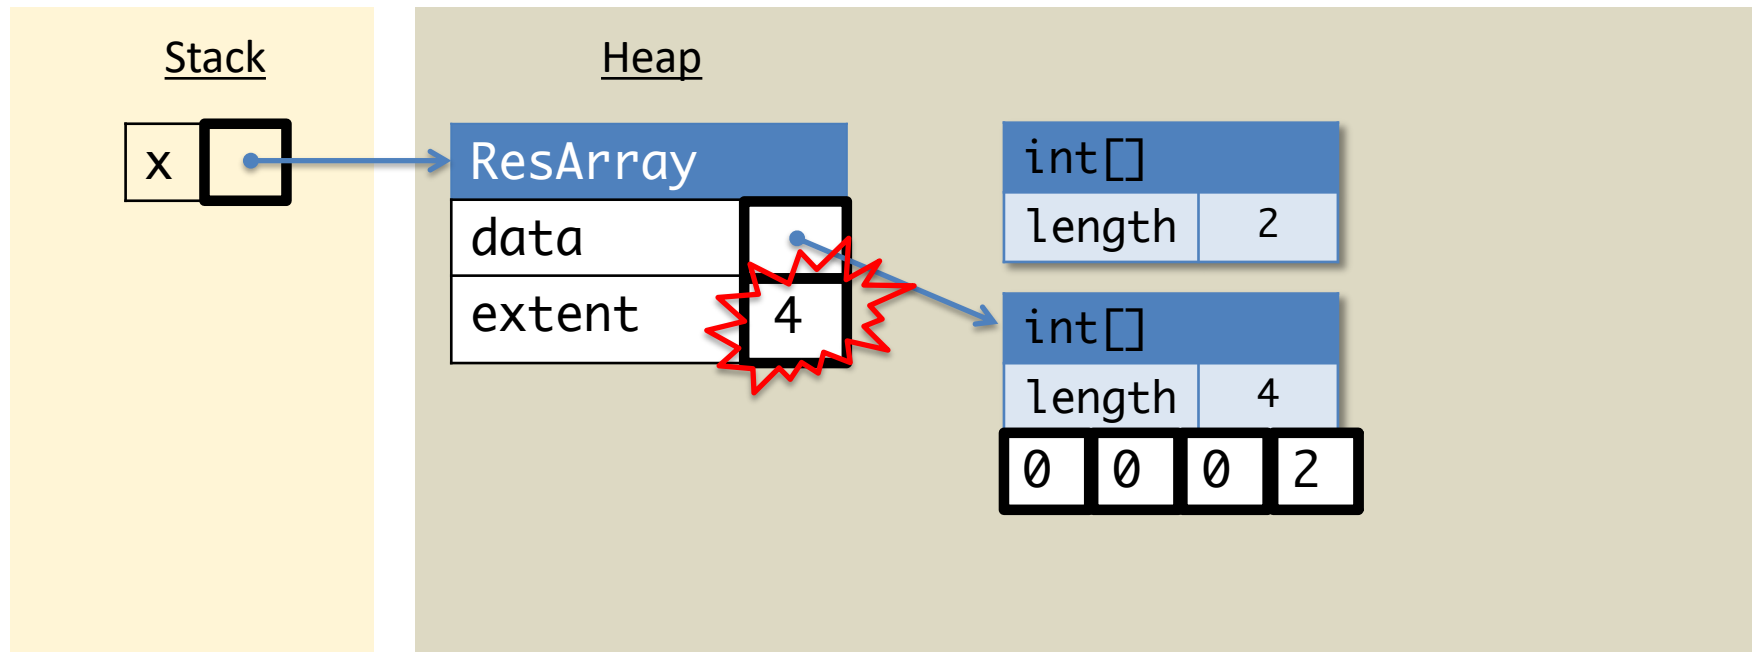 Stack
Heap
x
ResArray
data
extent 4
int[]
length 2
int[]
length 4
0 0 0 2